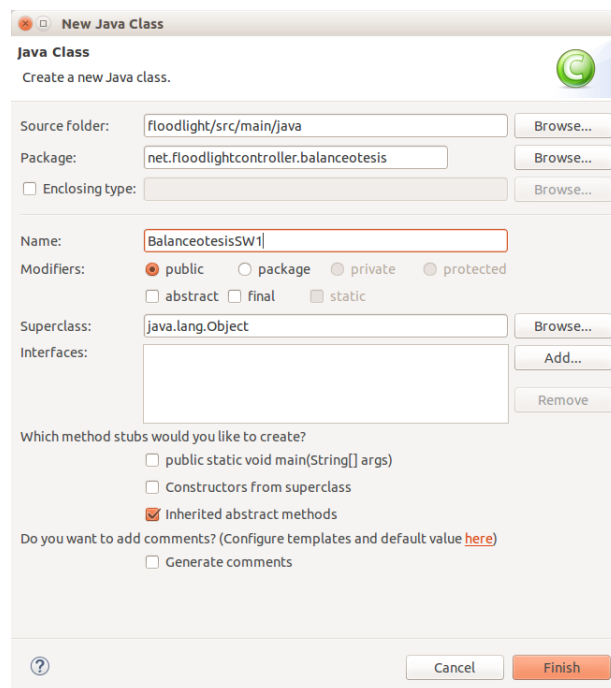 New Java Class
Java Class
Create a new Java class.
C
Source folder: floodlight/src/main/java Browse...
Package: net.floodlightcontroller.balanceotesis Browse...
Enclosing type: Browse...
Name: BalanceotesisSW1
Modifiers: public package private protected
abstract final static
Superclass: java.lang.Object Browse...
Interfaces: Add...
Remove
Which method stubs would you like to create?
public static void main(String[] args)
Constructors from superclass
Inherited abstract methods
Do you want to add comments? (Configure templates and default value here)
Generate comments
? Cancel Finish